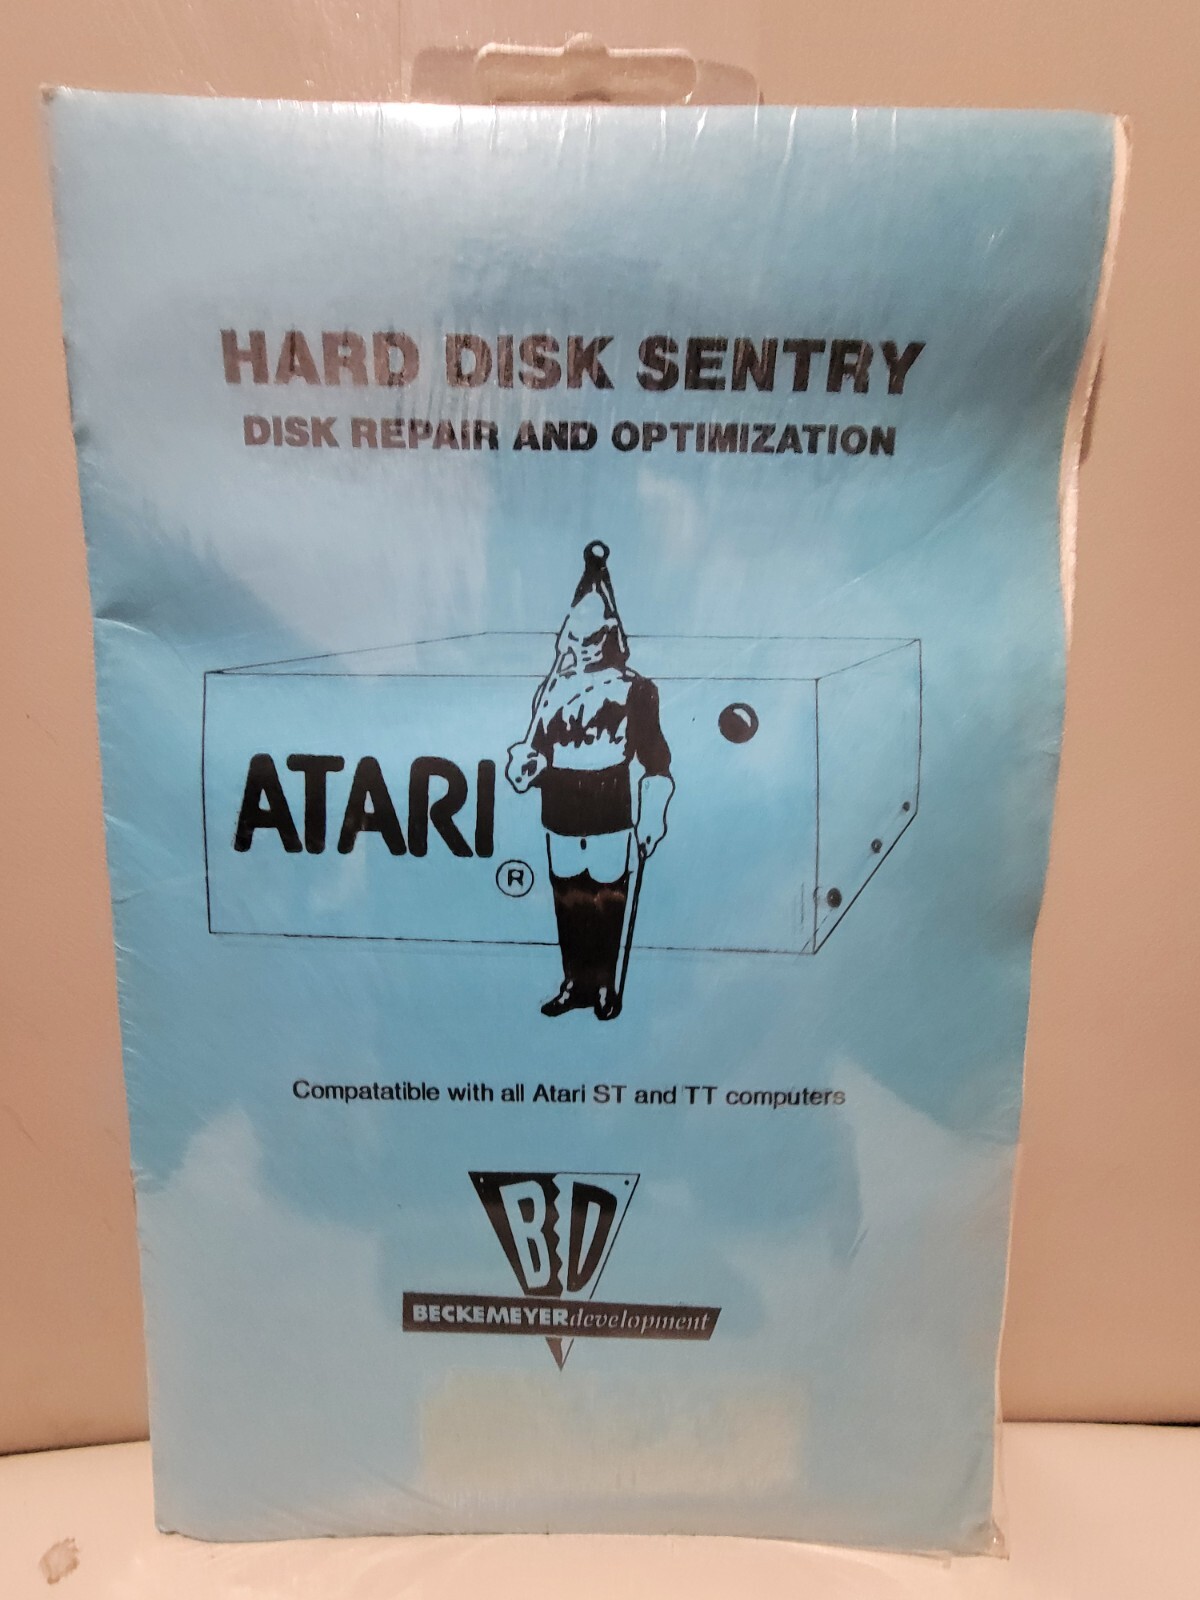 HARD DISK SENTRY
DISK REPAIR AND OPTIMIZATION
ATARI
®
Compatatible with all Atari ST and TT computers
BD
BECKEMEYERdevelopment